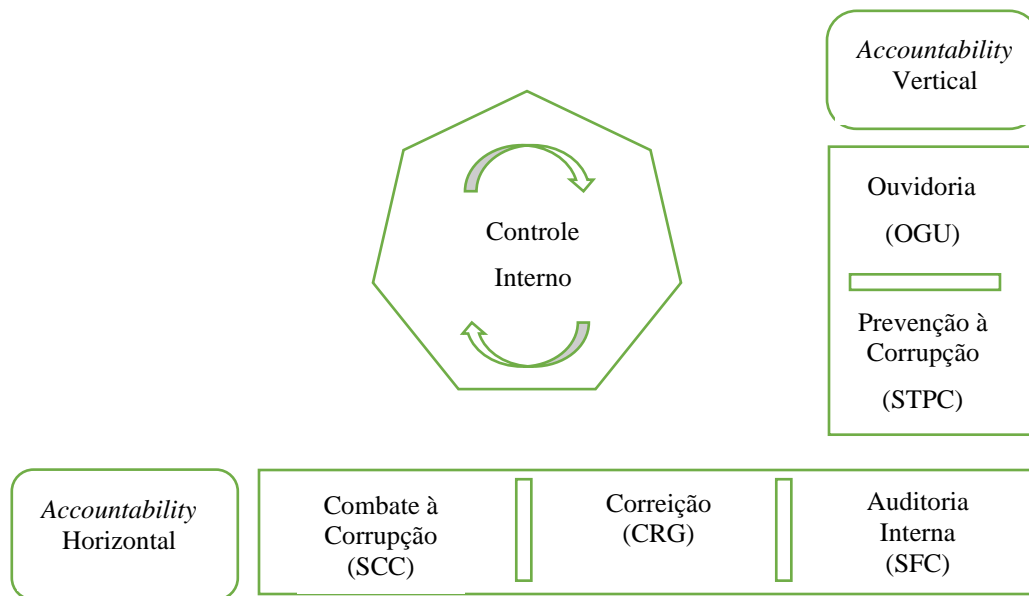 Accountability
Vertical
Ouvidoria
(OGU)
Controle
Interno
Prevenção à
Corrupção
(STPC)
Accountability
Horizontal
Combate à
Corrupção
(SCC)
Correição
(CRG)
Auditoria
Interna
(SFC)